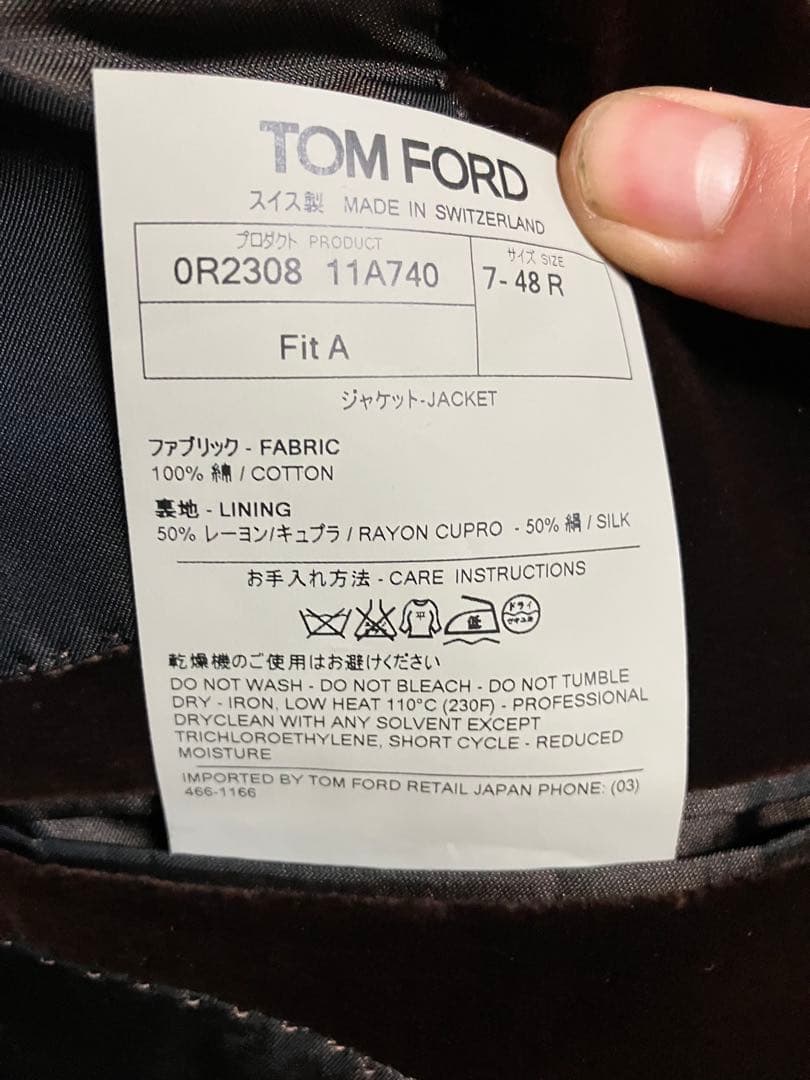 TOM FORD
スイス製 MADE IN SWITZERLAND
プロダクト PRODUCT
サイズ SIZE
0R2308 11A740
7-48 R
Fit A
ジャケット-JACKET
ファブリック - FABRIC
100% 綿 / COTTON
裏地 - LINING
50% レーヨン/キュプラ / RAYON CUPRO - 50% 絹 / SILK
お手入れ方法 - CARE INSTRUCTIONS
平
低
ドライ
乾燥機のご使用はお避けください
DO NOT WASH - DO NOT BLEACH - DO NOT TUMBLE
DRY - IRON, LOW HEAT 110°C (230F) - PROFESSIONAL
DRYCLEAN WITH ANY SOLVENT EXCEPT
TRICHLOROETHYLENE, SHORT CYCLE - REDUCED
MOISTURE
IMPORTED BY TOM FORD RETAIL JAPAN PHONE: (03)
466-1166